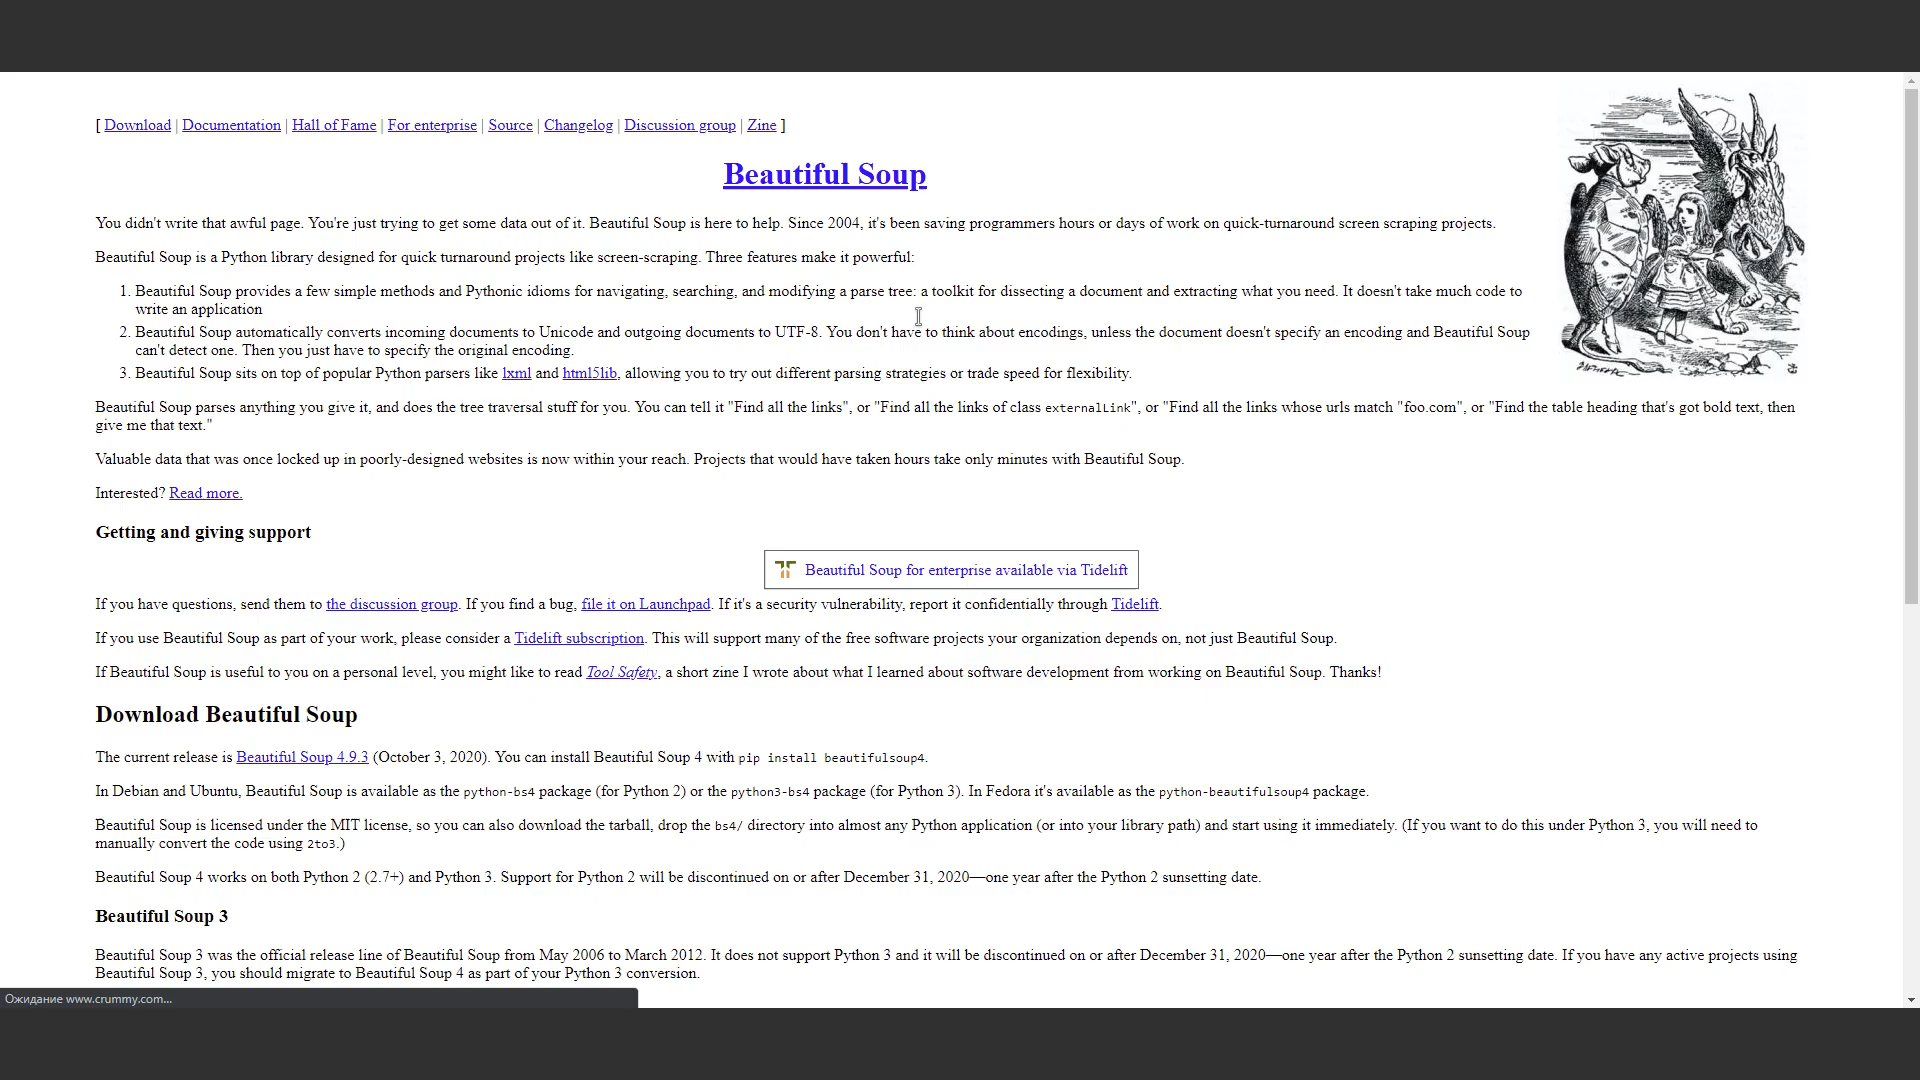 [ Download | Documentation | Hall of Fame | For enterprise | Source | Changelog | Discussion group | Zine ]
Beautiful Soup
You didn't write that awful page. You're just trying to get some data out of it. Beautiful Soup is here to help. Since 2004, it's been saving programmers hours or days of work on quick-turnaround screen scraping projects.
Beautiful Soup is a Python library designed for quick turnaround projects like screen-scraping. Three features make it powerful:
1. Beautiful Soup provides a few simple methods and Pythonic idioms for navigating, searching, and modifying a parse tree: a toolkit for dissecting a document and extracting what you need. It doesn't take much code to
write an application
2. Beautiful Soup automatically converts incoming documents to Unicode and outgoing documents to UTF-8. You don't have to think about encodings, unless the document doesn't specify an encoding and Beautiful Soup
can't detect one. Then you just have to specify the original encoding.
3. Beautiful Soup sits on top of popular Python parsers like lxml and html5lib, allowing you to try out different parsing strategies or trade speed for flexibility.
Beautiful Soup parses anything you give it, and does the tree traversal stuff for you. You can tell it "Find all the links", or "Find all the links of class externalLink", or "Find all the links whose urls match "foo.com", or "Find the table heading that's got bold text, then
give me that text."
Valuable data that was once locked up in poorly-designed websites is now within your reach. Projects that would have taken hours take only minutes with Beautiful Soup.
Interested? Read more.
Getting and giving support
Beautiful Soup for enterprise available via Tidelift
If you have questions, send them to the discussion group. If you find a bug, file it on Launchpad. If it's a security vulnerability, report it confidentially through Tidelift.
If you use Beautiful Soup as part of your work, please consider a Tidelift subscription. This will support many of the free software projects your organization depends on, not just Beautiful Soup.
If Beautiful Soup is useful to you on a personal level, you might like to read Tool Safety, a short zine I wrote about what I learned about software development from working on Beautiful Soup. Thanks!
Download Beautiful Soup
The current release is Beautiful Soup 4.9.3 (October 3, 2020). You can install Beautiful Soup 4 with pip install beautifulsoup4.
In Debian and Ubuntu, Beautiful Soup is available as the python-bs4 package (for Python 2) or the python3-bs4 package (for Python 3). In Fedora it's available as the python-beautifulsoup4 package.
Beautiful Soup is licensed under the MIT license, so you can also download the tarball, drop the bs4/ directory into almost any Python application (or into your library path) and start using it immediately. (If you want to do this under Python 3, you will need to
manually convert the code using 2to3.)
Beautiful Soup 4 works on both Python 2 (2.7+) and Python 3. Support for Python 2 will be discontinued on or after December 31, 2020—one year after the Python 2 sunsetting date.
Beautiful Soup 3
Beautiful Soup 3 was the official release line of Beautiful Soup from May 2006 to March 2012. It does not support Python 3 and it will be discontinued on or after December 31, 2020—one year after the Python 2 sunsetting date. If you have any active projects using
Beautiful Soup 3, you should migrate to Beautiful Soup 4 as part of your Python 3 conversion.
Ожидание www.crummy.com...